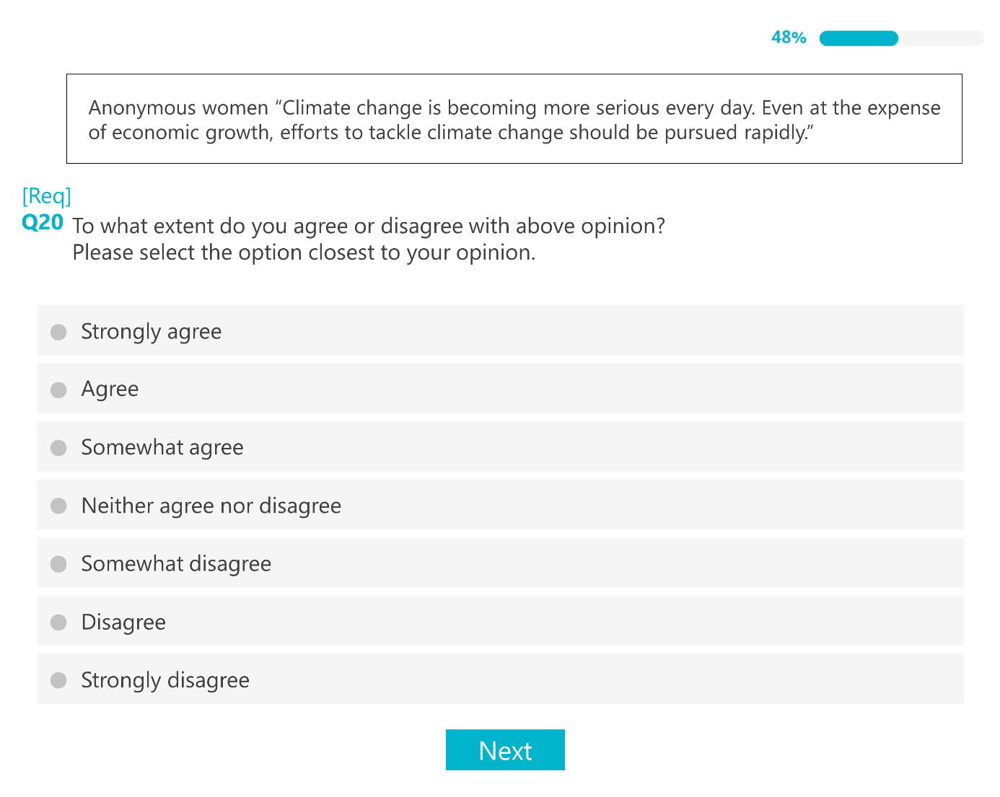 48%
Anonymous women “Climate change is becoming more serious every day. Even at the expense
of economic growth, efforts to tackle climate change should be pursued rapidly.”
[Req]
Q20 To what extent do you agree or disagree with above opinion?
Please select the option closest to your opinion.
Strongly agree
Agree
Somewhat agree
Neither agree nor disagree
Somewhat disagree
Disagree
Strongly disagree
Next